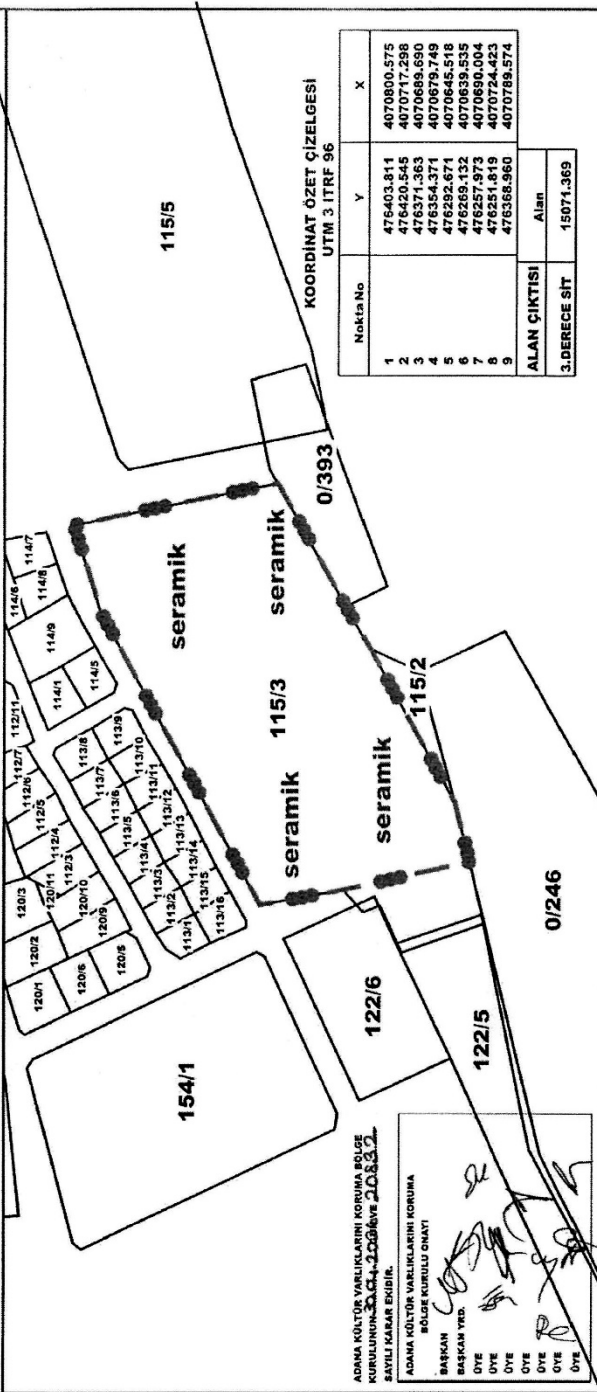 115/5
KOORDİNAT ÖZET ÇİZELGESİ
UTM 3 ITRF 96
Nokta No Y X
1 476403.811 4070800.575
2 476420.545 4070717.298
3 476371.363 4070689.690
4 476354.371 4070679.749
5 476292.671 4070645.518
6 476269.132 4070639.535
7 476257.973 4070690.004
8 476251.819 4070724.423
9 476368.960 4070789.574
ALAN ÇIKTISI Alan
3.DERECE SİT 15071.369
0/393
seramik
seramik
115/3
115/2
seramik
seramik
0/246
114/6
114/7
114/8
114/9
114/1
114/5
112/11
112/7
112/6
112/5
112/4
112/3
113/8
113/9
113/7
113/10
113/6
113/11
113/5
113/12
113/4
113/13
113/3
113/14
113/2
113/15
113/1
113/16
120/3
120/11
120/10
120/2
120/9
120/1
120/6
120/5
154/1
122/6
122/5
ADANA KÜLTÜR VARLIKLARINI KORUMA BÖLGE
KURULUNUN VE 20832
SAYILI KARAR EKİDİR.
ADANA KÜLTÜR VARLIKLARINI KORUMA
BÖLGE KURULU ONAYI
BAŞKAN
BAŞKAN YRD.
ÜYE
ÜYE
ÜYE
ÜYE
ÜYE
ÜYE